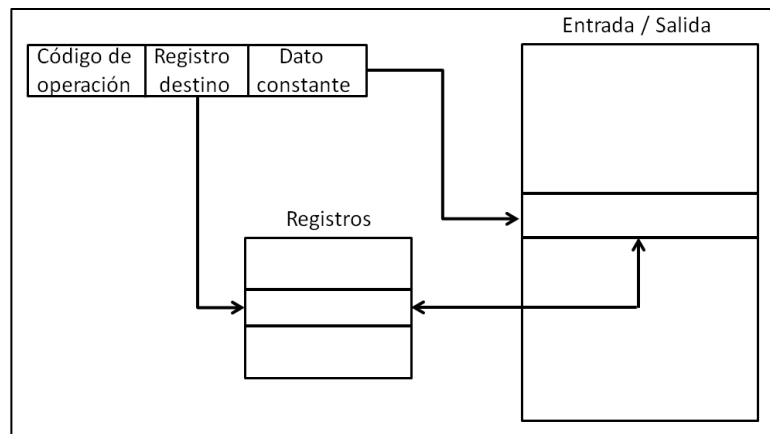 Entrada / Salida
Código de
operación
Registro
destino
Dato
constante
Registros